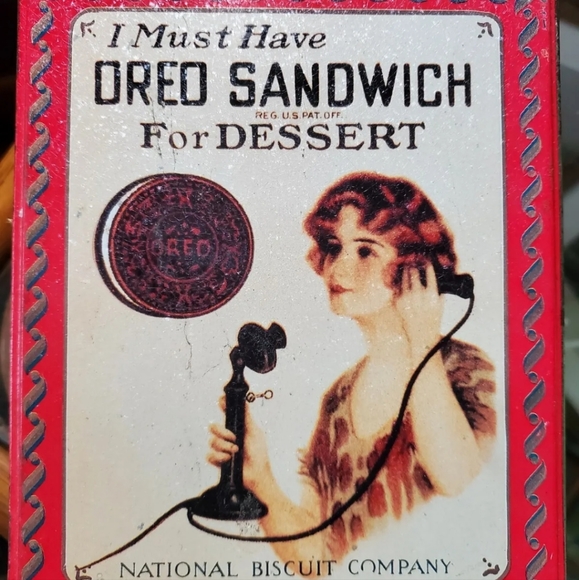 I Must Have
OREO SANDWICH
REG. U.S. PAT. OFF.
For DESSERT
OREO
NATIONAL BISCUIT COMPANY